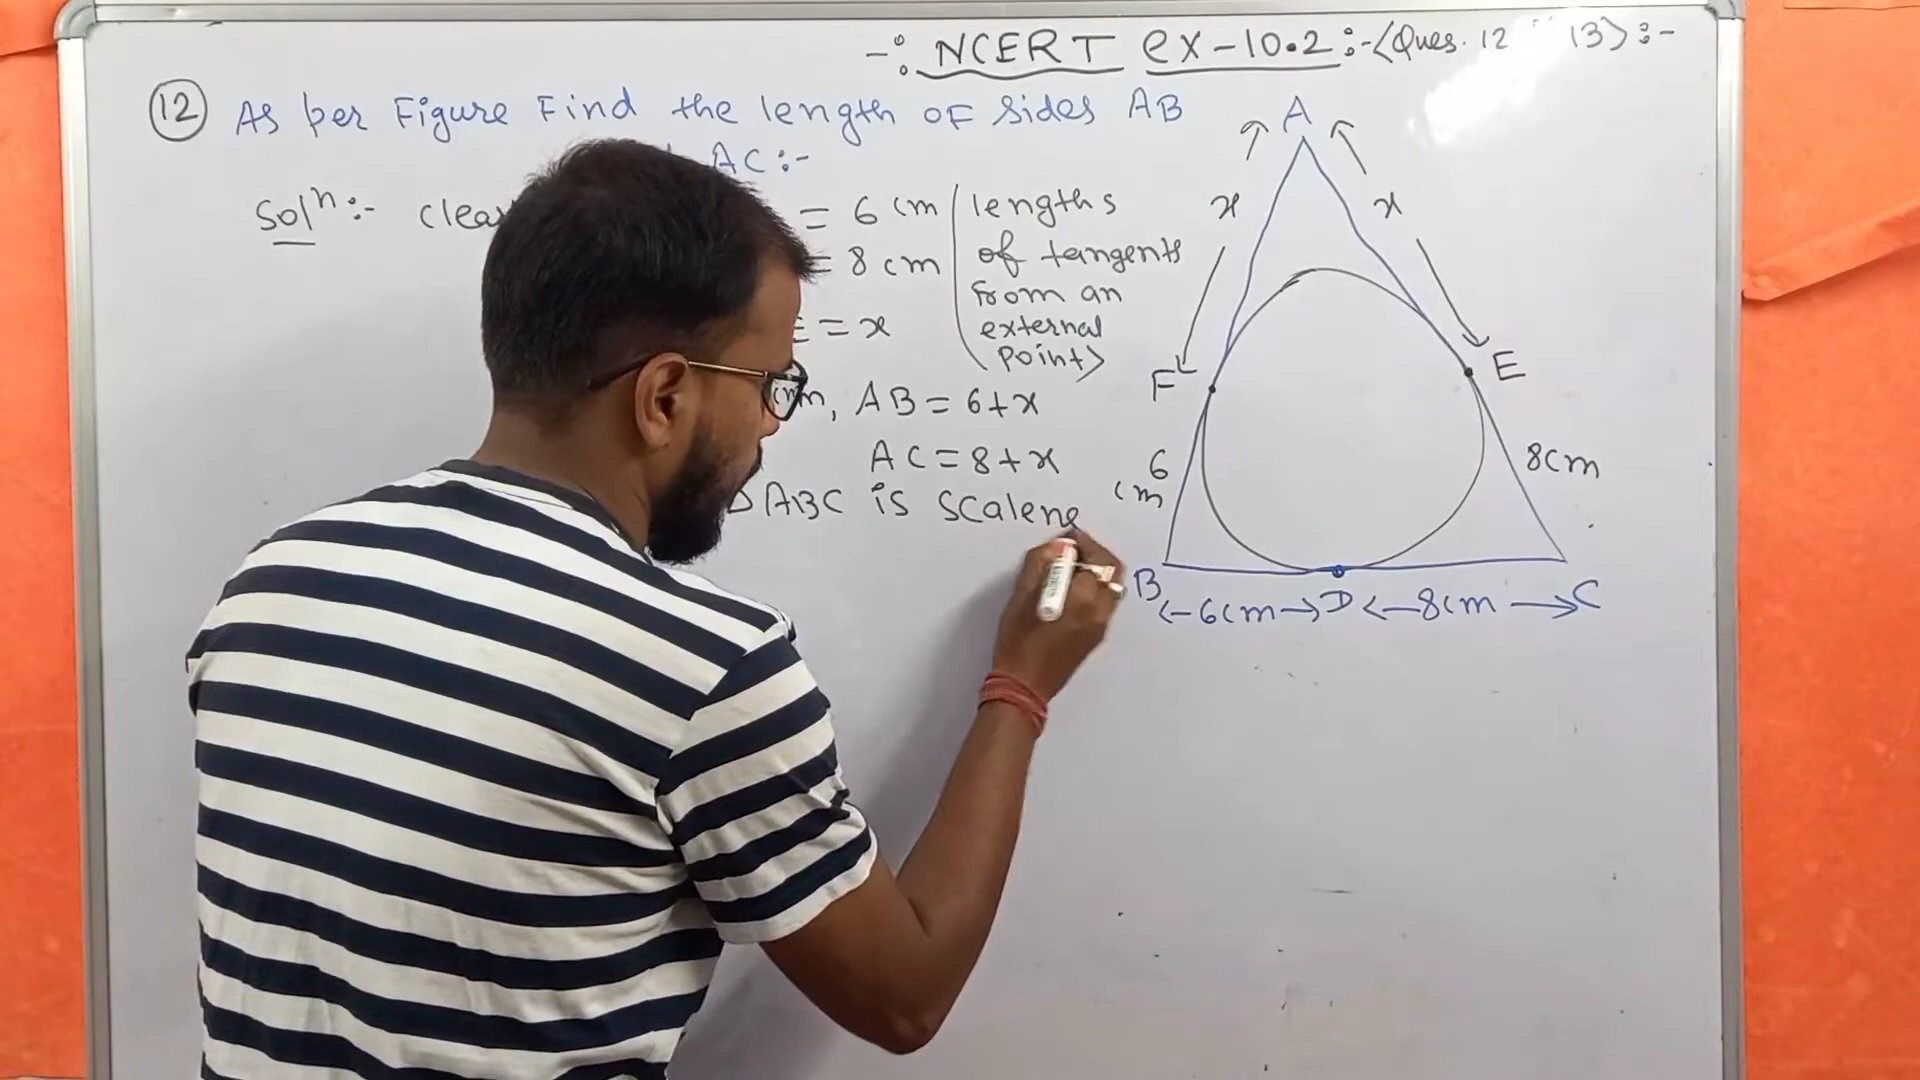 -: NCERT ex-10.2 :-<Ques. 12 13>:-
12 As per Figure Find the length of sides AB
AC:-
Solⁿ:- = 6 cm
= 8 cm
= x
cm, AB = 6+x
AC = 8+x
ABC is scalene
lengths
of tangents
from an
external
point>
A
x x
F E
6
cm
8cm
B D C
<-6cm-> <-8cm->